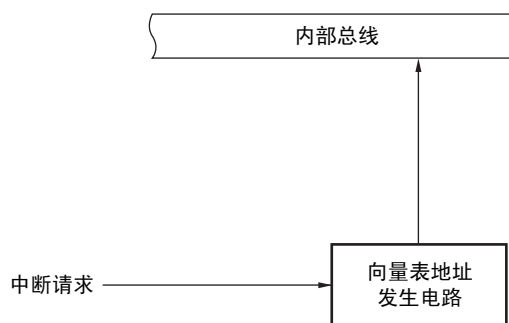 内部总线
中断请求
向量表地址
发生电路